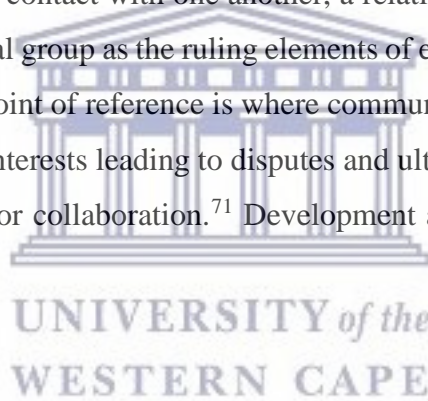 contact with one another, a relati
al group as the ruling elements of e
oint of reference is where commu
nterests leading to disputes and ult
or collaboration.71 Development a
UNIVERSITY of the
WESTERN CAPE